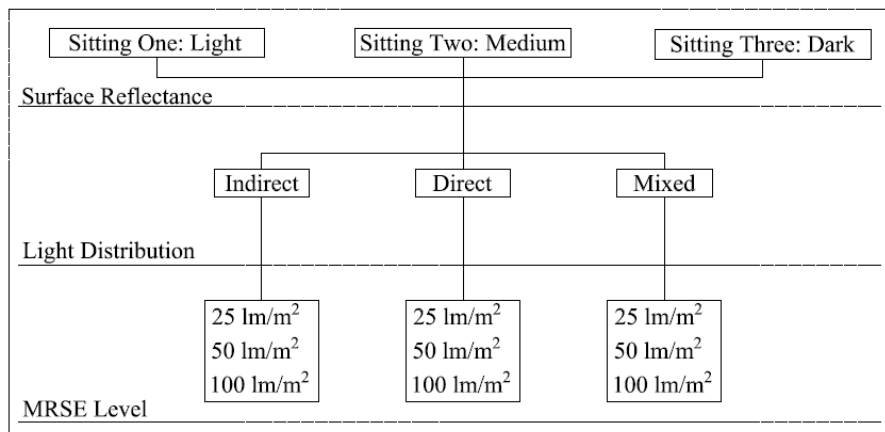 Sitting One: Light
Sitting Two: Medium
Sitting Three: Dark
Surface Reflectance
Indirect
Direct
Mixed
Light Distribution
25 lm/m²
50 lm/m²
100 lm/m²
25 lm/m²
50 lm/m²
100 lm/m²
25 lm/m²
50 lm/m²
100 lm/m²
MRSE Level